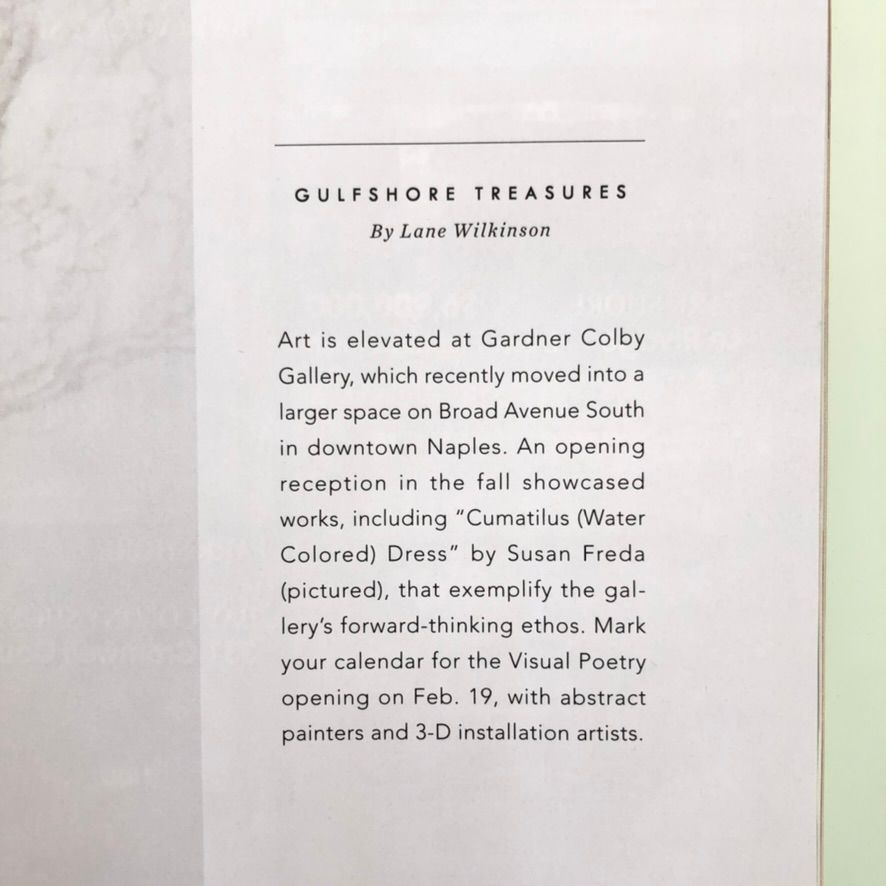 GULFSHORE TREASURES
By Lane Wilkinson
Art is elevated at Gardner Colby
Gallery, which recently moved into a
larger space on Broad Avenue South
in downtown Naples. An opening
reception in the fall showcased
works, including "Cumatilus (Water
Colored) Dress" by Susan Freda
(pictured), that exemplify the gal-
lery's forward-thinking ethos. Mark
your calendar for the Visual Poetry
opening on Feb. 19, with abstract
painters and 3-D installation artists.